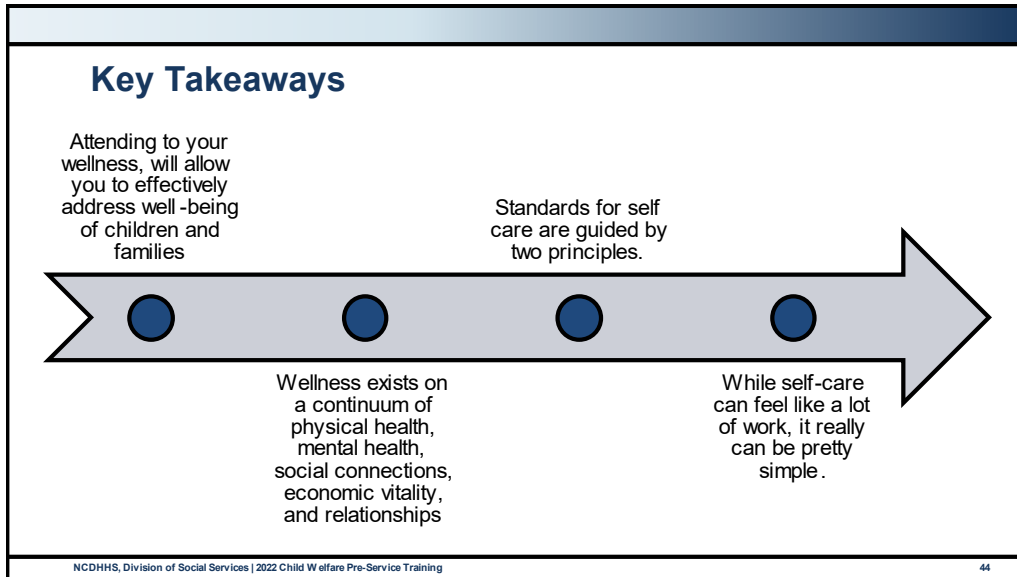 Key Takeaways
Attending to your
wellness, will allow
you to effectively
address well-being
of children and
families
Wellness exists on
a continuum of
physical health,
mental health,
social connections,
economic vitality,
and relationships
Standards for self
care are guided by
two principles.
While self-care
can feel like a lot
of work, it really
can be pretty
simple.
NCDHHS, Division of Social Services | 2022 Child Welfare Pre-Service Training
44